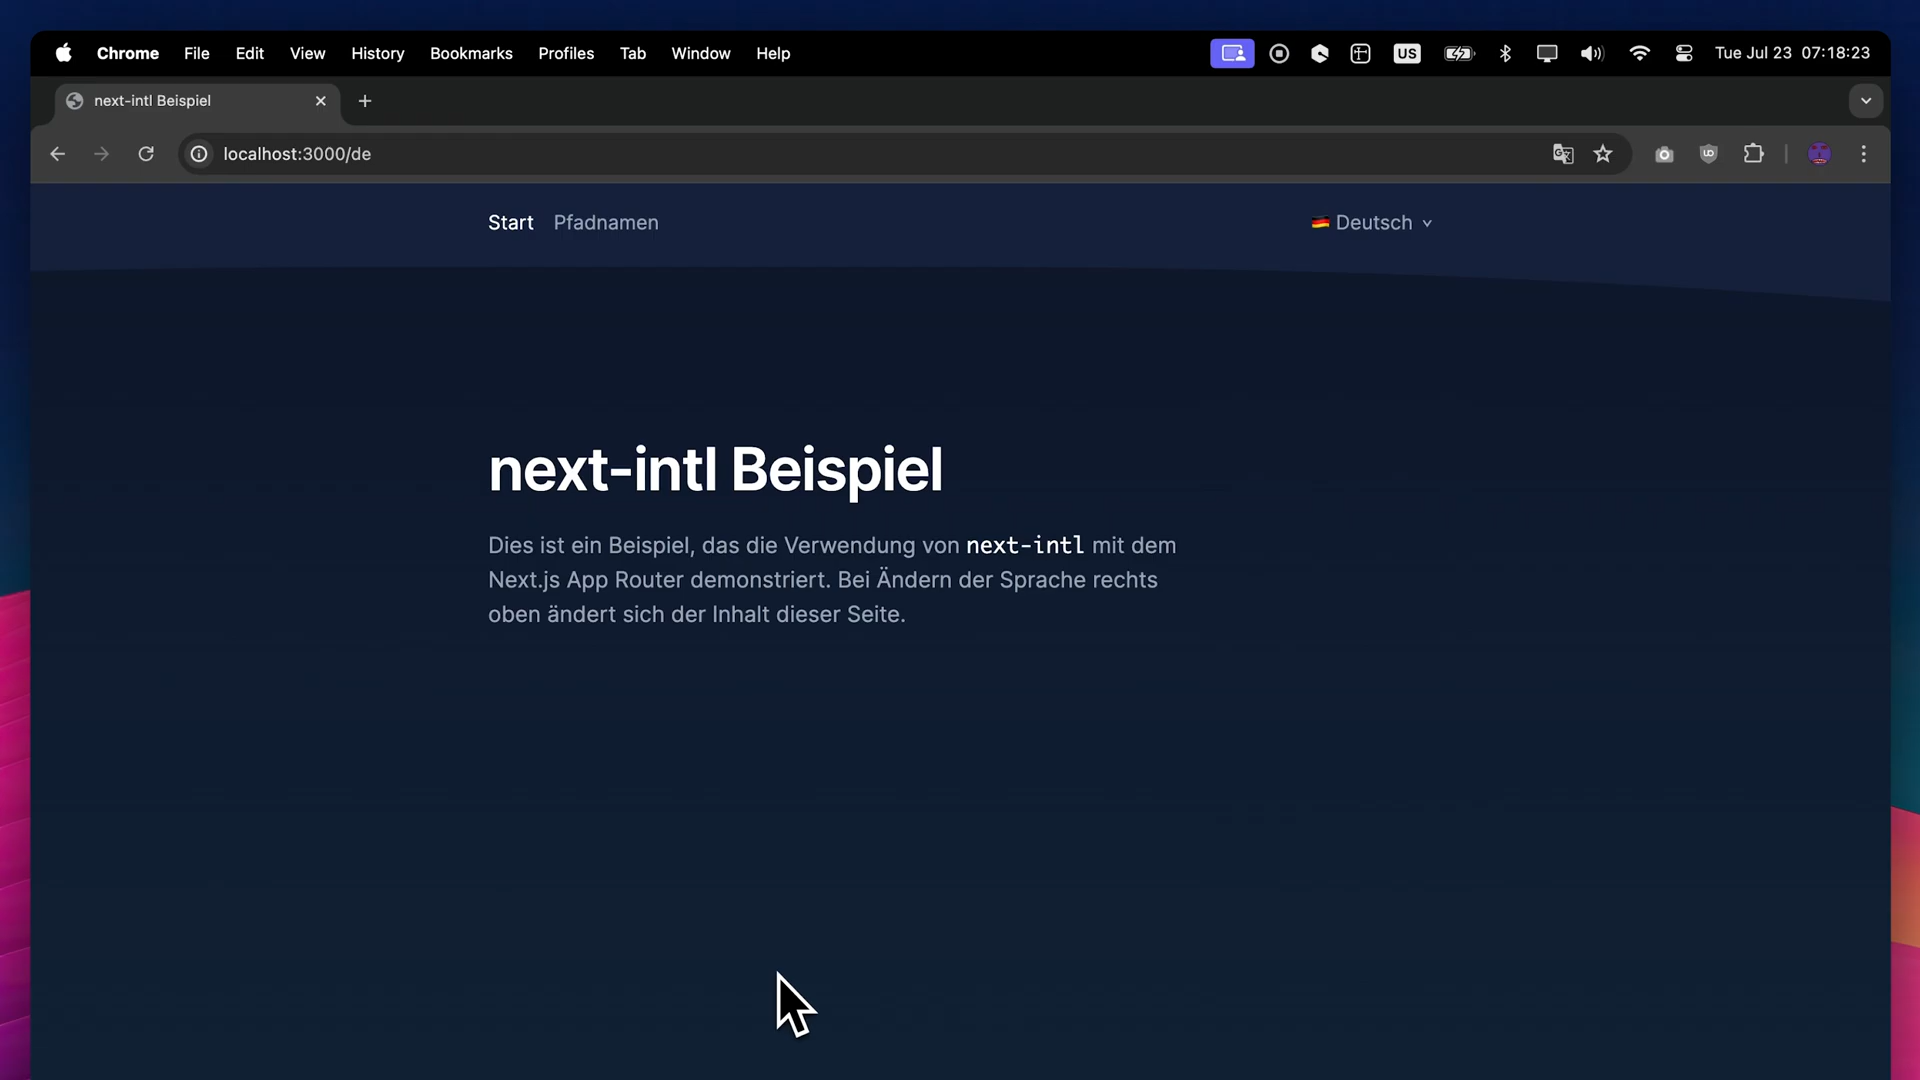 Chrome File Edit View History Bookmarks Profiles Tab Window Help US Tue Jul 23 07:18:23
next-intl Beispiel
localhost:3000/de
Start Pfadnamen Deutsch
next-intl Beispiel
Dies ist ein Beispiel, das die Verwendung von next-intl mit dem
Next.js App Router demonstriert. Bei Ändern der Sprache rechts
oben ändert sich der Inhalt dieser Seite.